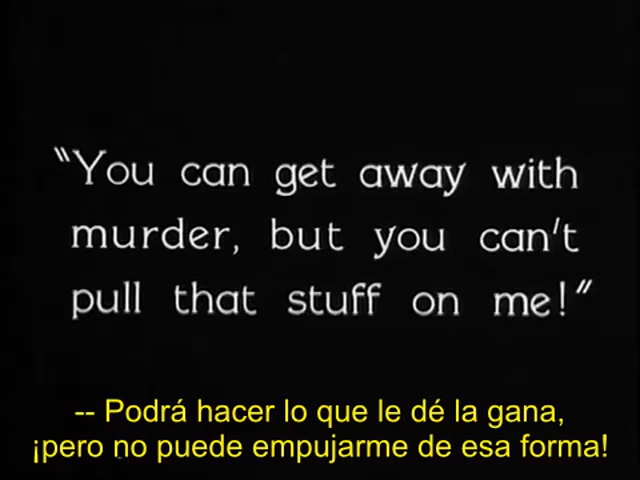 "You can get away with
murder, but you can't
pull that stuff on me!"
-- Podrá hacer lo que le dé la gana,
¡pero no puede empujarme de esa forma!